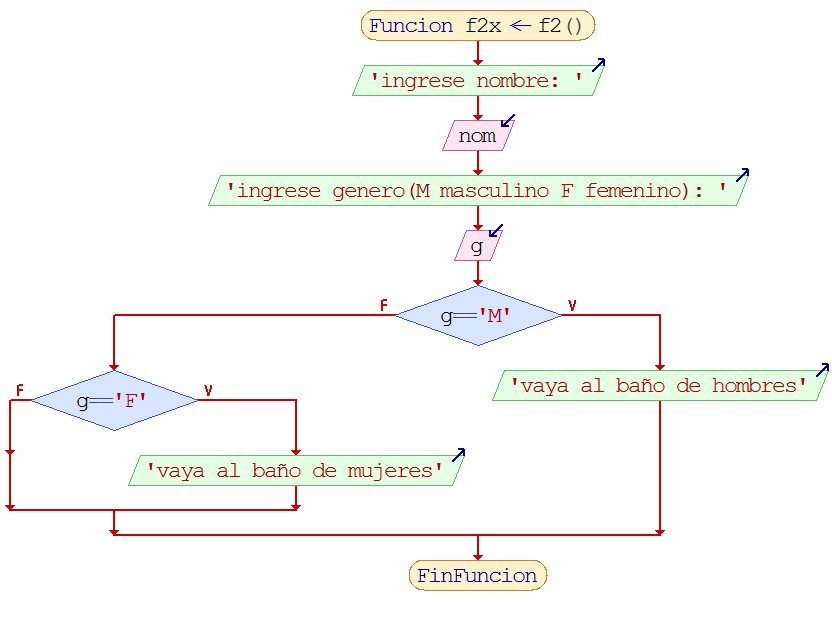 Funcion f2x <- f2()
'ingrese nombre: '
nom
'ingrese genero(M masculino F femenino): '
g
F
g=='M'
V
F
g=='F'
V
'vaya al baño de hombres'
'vaya al baño de mujeres'
FinFuncion